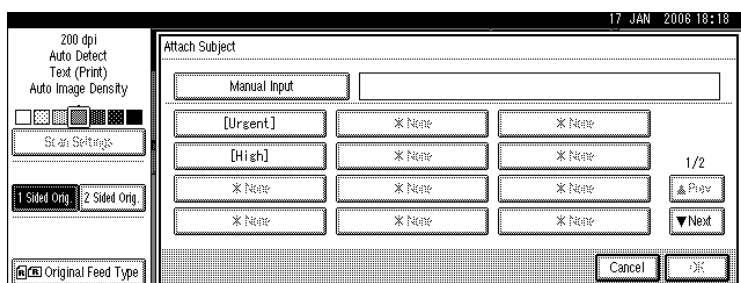 17 JAN 2006 18:18
200 dpi
Auto Detect
Text (Print)
Auto Image Density
Scan Settings
1 Sided Orig. 2 Sided Orig.
Original Feed Type
Attach Subject
Manual Input
[Urgent] * None * None
[High] * None * None
* None * None * None
* None * None * None
1/2
▲Prev
▼Next
Cancel OK